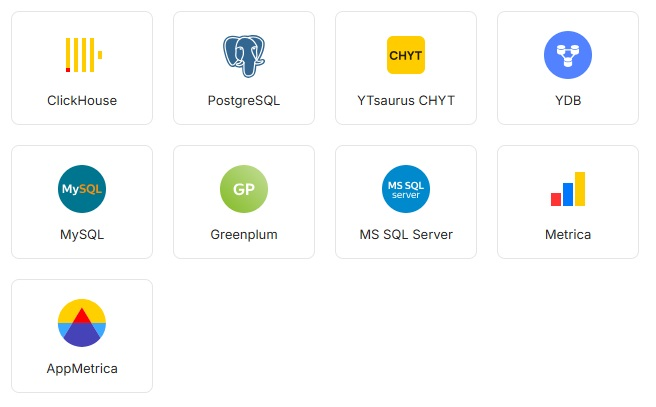 ClickHouse
PostgreSQL
CHYT
YTsaurus CHYT
YDB
MySQL
MySQL
GP
Greenplum
MS SQL
server
MS SQL Server
Metrica
AppMetrica